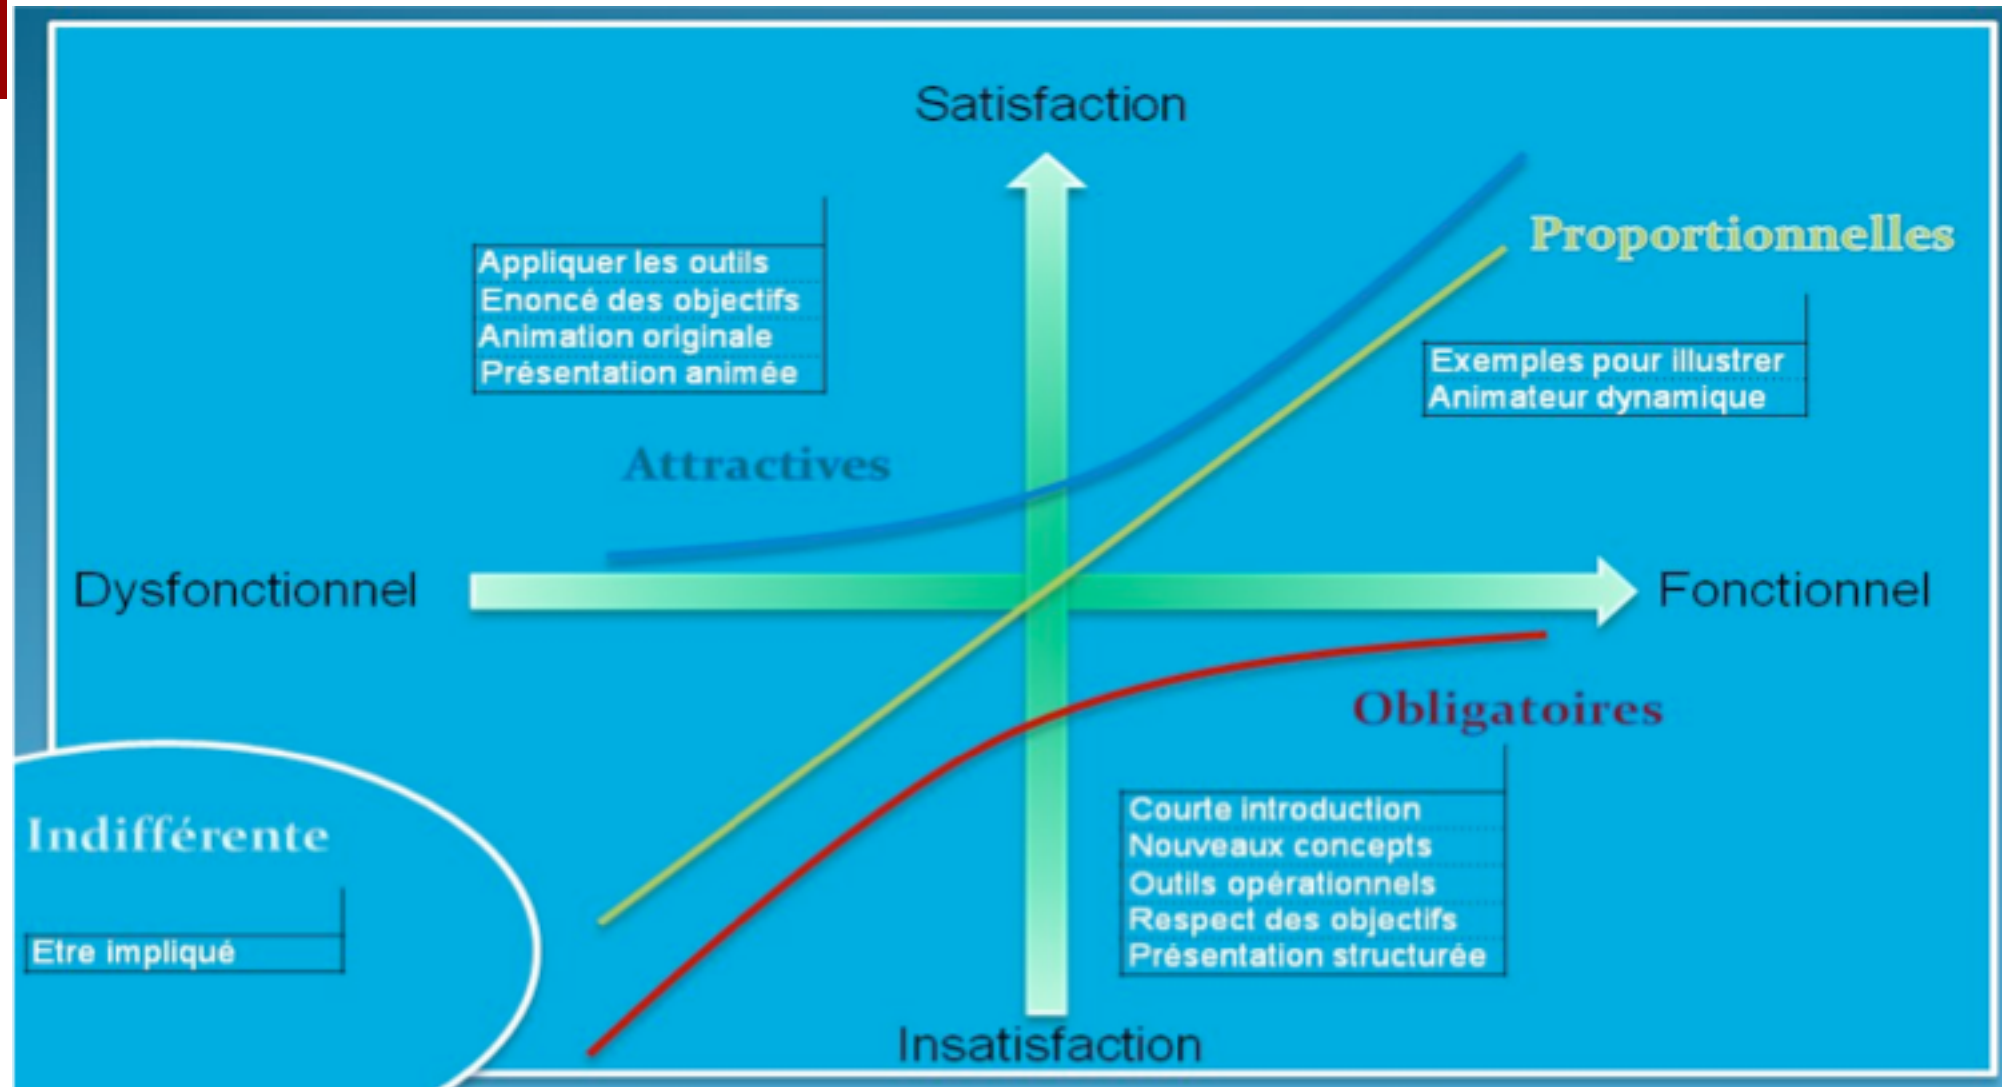 Satisfaction
Appliquer les outils
Enoncé des objectifs
Animation originale
Présentation animée
Attractives
Proportionnelles
Exemples pour illustrer
Animateur dynamique
Dysfonctionnel
Fonctionnel
Obligatoires
Courte introduction
Nouveaux concepts
Outils opérationnels
Respect des objectifs
Présentation structurée
Indifférente
Etre impliqué
Insatisfaction